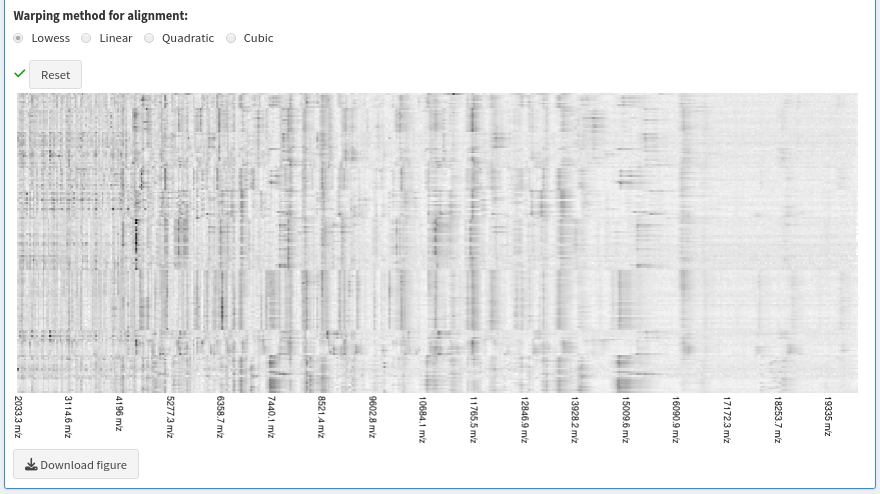 Warping method for alignment:
Lowess Linear Quadratic Cubic
Reset
2033.3 m/z
3114.6 m/z
4196 m/z
5277.3 m/z
6358.7 m/z
7440.1 m/z
8521.4 m/z
9602.8 m/z
10684.1 m/z
11765.5 m/z
12846.9 m/z
13928.2 m/z
15009.6 m/z
16090.9 m/z
17172.3 m/z
18253.7 m/z
19335 m/z
Download figure